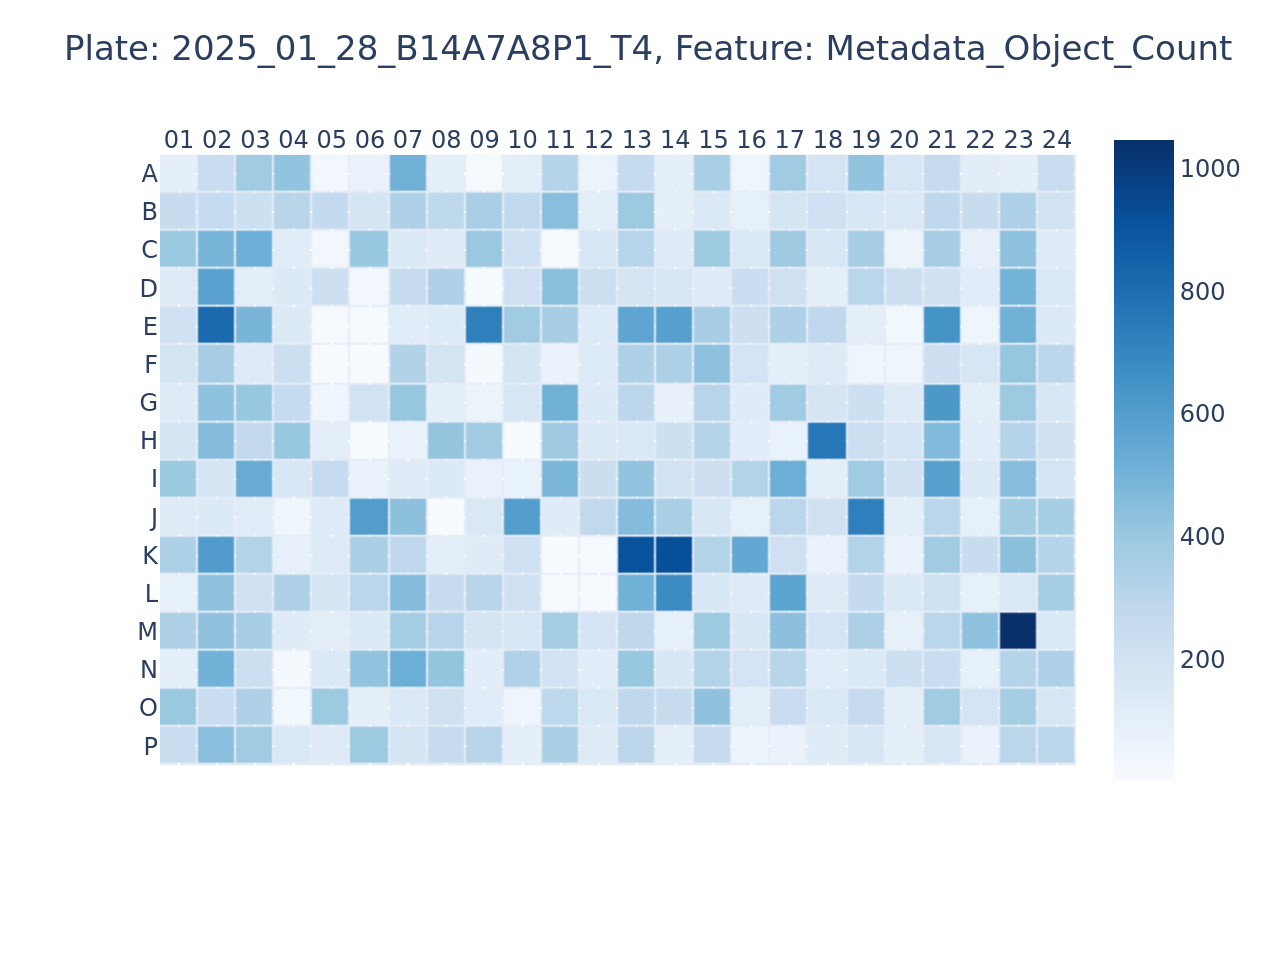 Plate: 2025_01_28_B14A7A8P1_T4, Feature: Metadata_Object_Count
01 02 03 04 05 06 07 08 09 10 11 12 13 14 15 16 17 18 19 20 21 22 23 24
A
B
C
D
E
F
G
H
I
J
K
L
M
N
O
P
1000
800
600
400
200